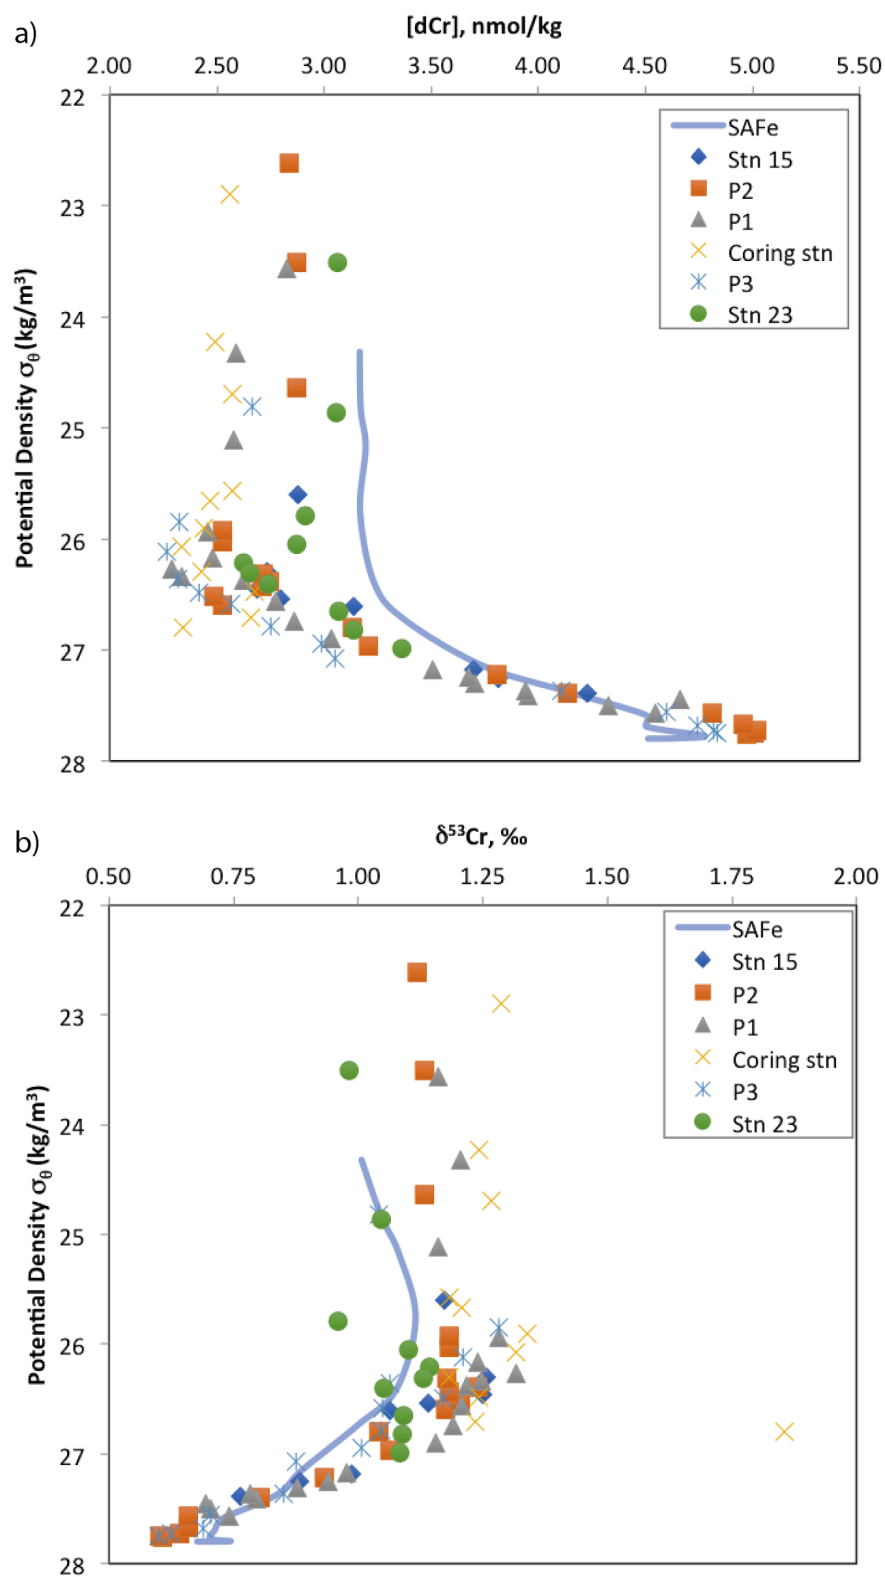 a)
[dCr], nmol/kg
2.00 2.50 3.00 3.50 4.00 4.50 5.00 5.50
22
23
24
25
26
27
28
Potential Density σθ (kg/m³)
SAFe
Stn 15
P2
P1
Coring stn
P3
Stn 23
b)
δ⁵³Cr, ‰
0.50 0.75 1.00 1.25 1.50 1.75 2.00
22
23
24
25
26
27
28
Potential Density σθ (kg/m³)
SAFe
Stn 15
P2
P1
Coring stn
P3
Stn 23